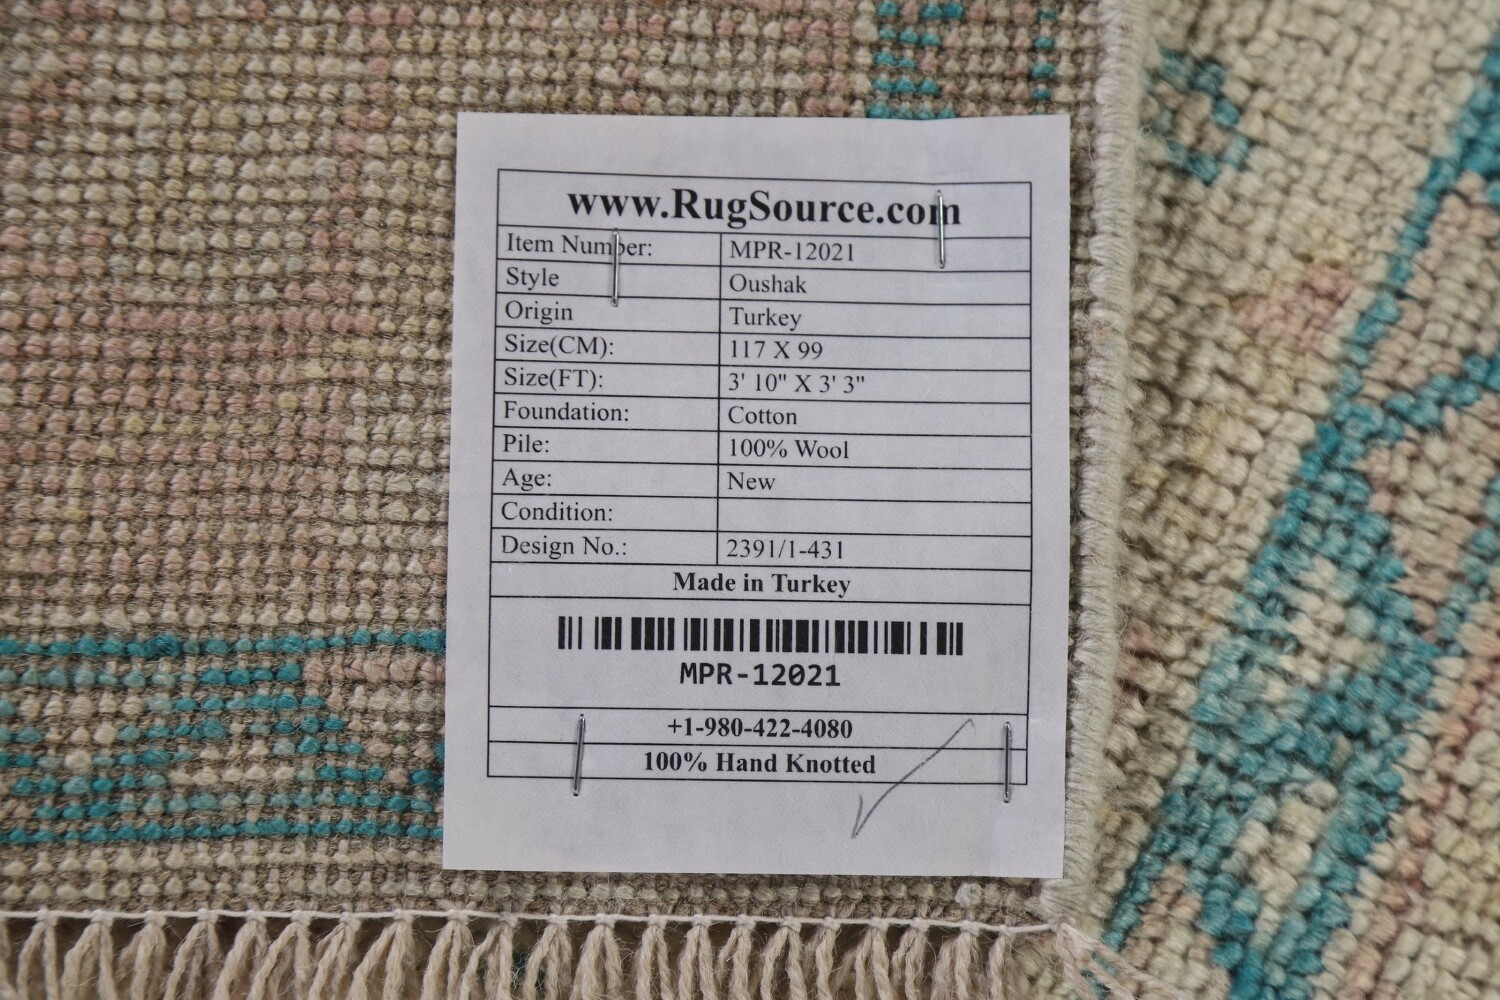 www.RugSource.com
Item Number: MPR-12021
Style Oushak
Origin Turkey
Size(CM): 117 X 99
Size(FT): 3' 10" X 3' 3"
Foundation: Cotton
Pile: 100% Wool
Age: New
Condition:
Design No.: 2391/1-431
Made in Turkey
MPR-12021
+1-980-422-4080
100% Hand Knotted